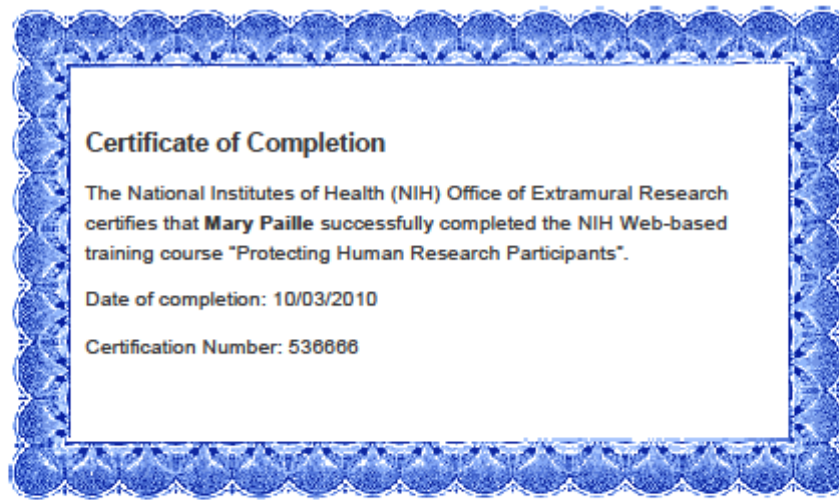 Certificate of Completion
The National Institutes of Health (NIH) Office of Extramural Research
certifies that Mary Paille successfully completed the NIH Web-based
training course "Protecting Human Research Participants".
Date of completion: 10/03/2010
Certification Number: 536666